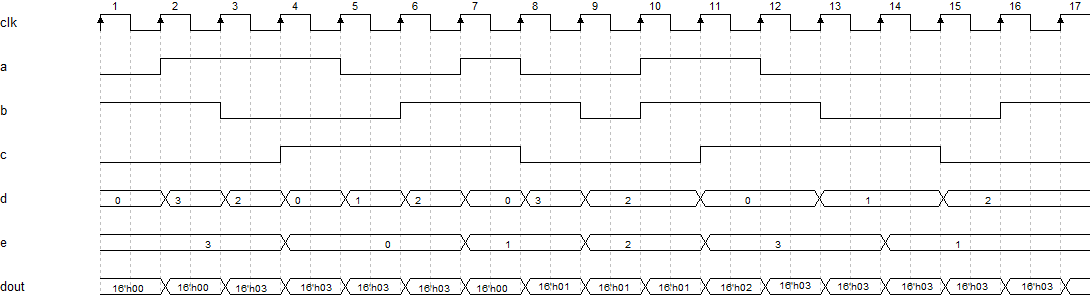 1 2 3 4 5 6 7 8 9 10 11 12 13 14 15 16 17
clk
a
b
c
d 0 3 2 0 1 2 0 3 2 0 1 2
e 3 0 1 2 3 1
dout 16'h00 16'h00 16'h03 16'h03 16'h03 16'h03 16'h00 16'h01 16'h01 16'h01 16'h02 16'h03 16'h03 16'h03 16'h03 16'h03